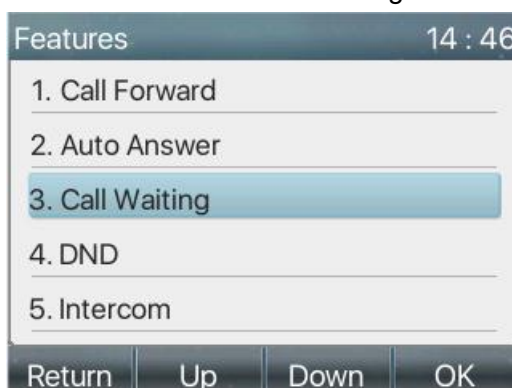 Features 14 : 46
1. Call Forward
2. Auto Answer
3. Call Waiting
4. DND
5. Intercom
Return Up Down OK